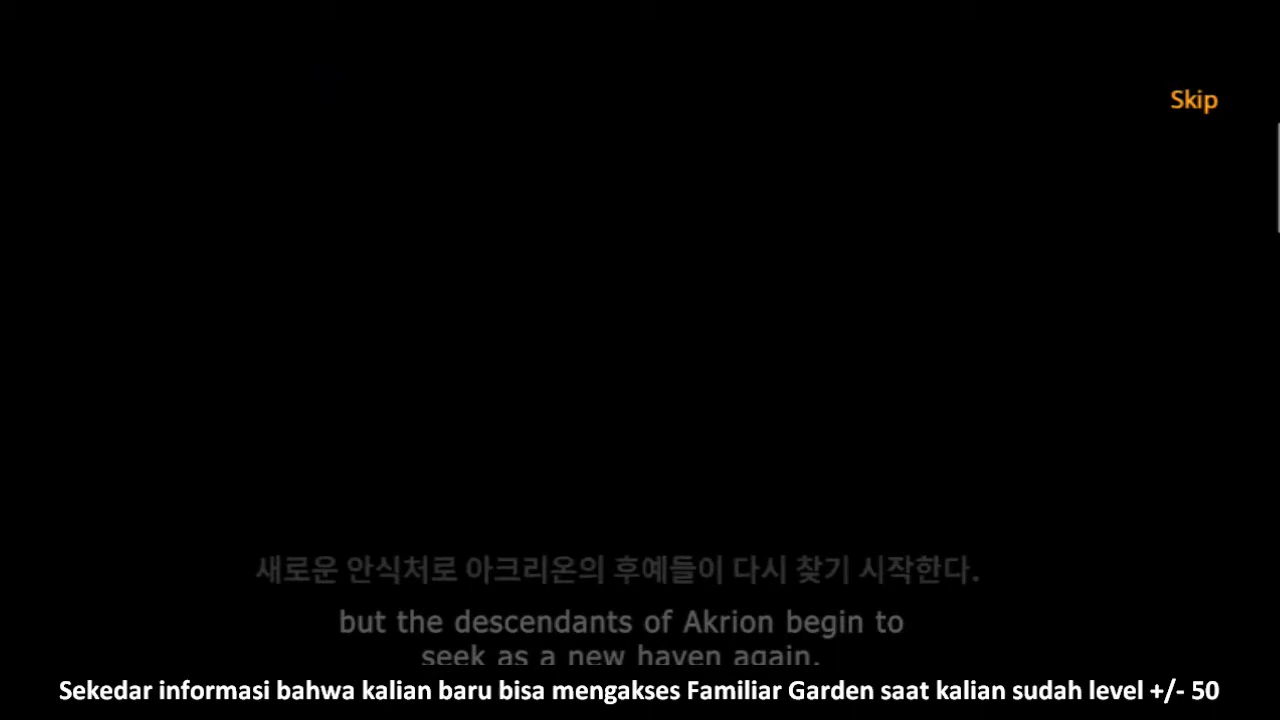 Skip
새로운 안식처로 아크리온의 후예들이 다시 찾기 시작한다.
but the descendants of Akrion begin to
seek as a new haven again.
Sekedar informasi bahwa kalian baru bisa mengakses Familiar Garden saat kalian sudah level +/- 50